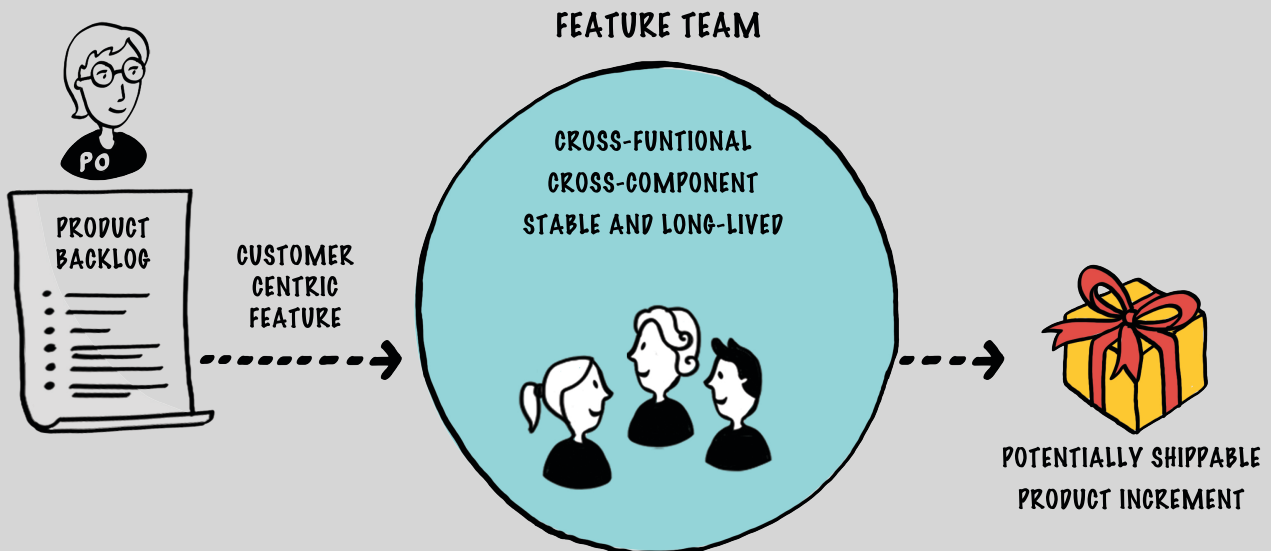 FEATURE TEAM
PO
PRODUCT
BACKLOG
CUSTOMER
CENTRIC
FEATURE
CROSS-FUNTIONAL
CROSS-COMPONENT
STABLE AND LONG-LIVED
POTENTIALLY SHIPPABLE
PRODUCT INCREMENT